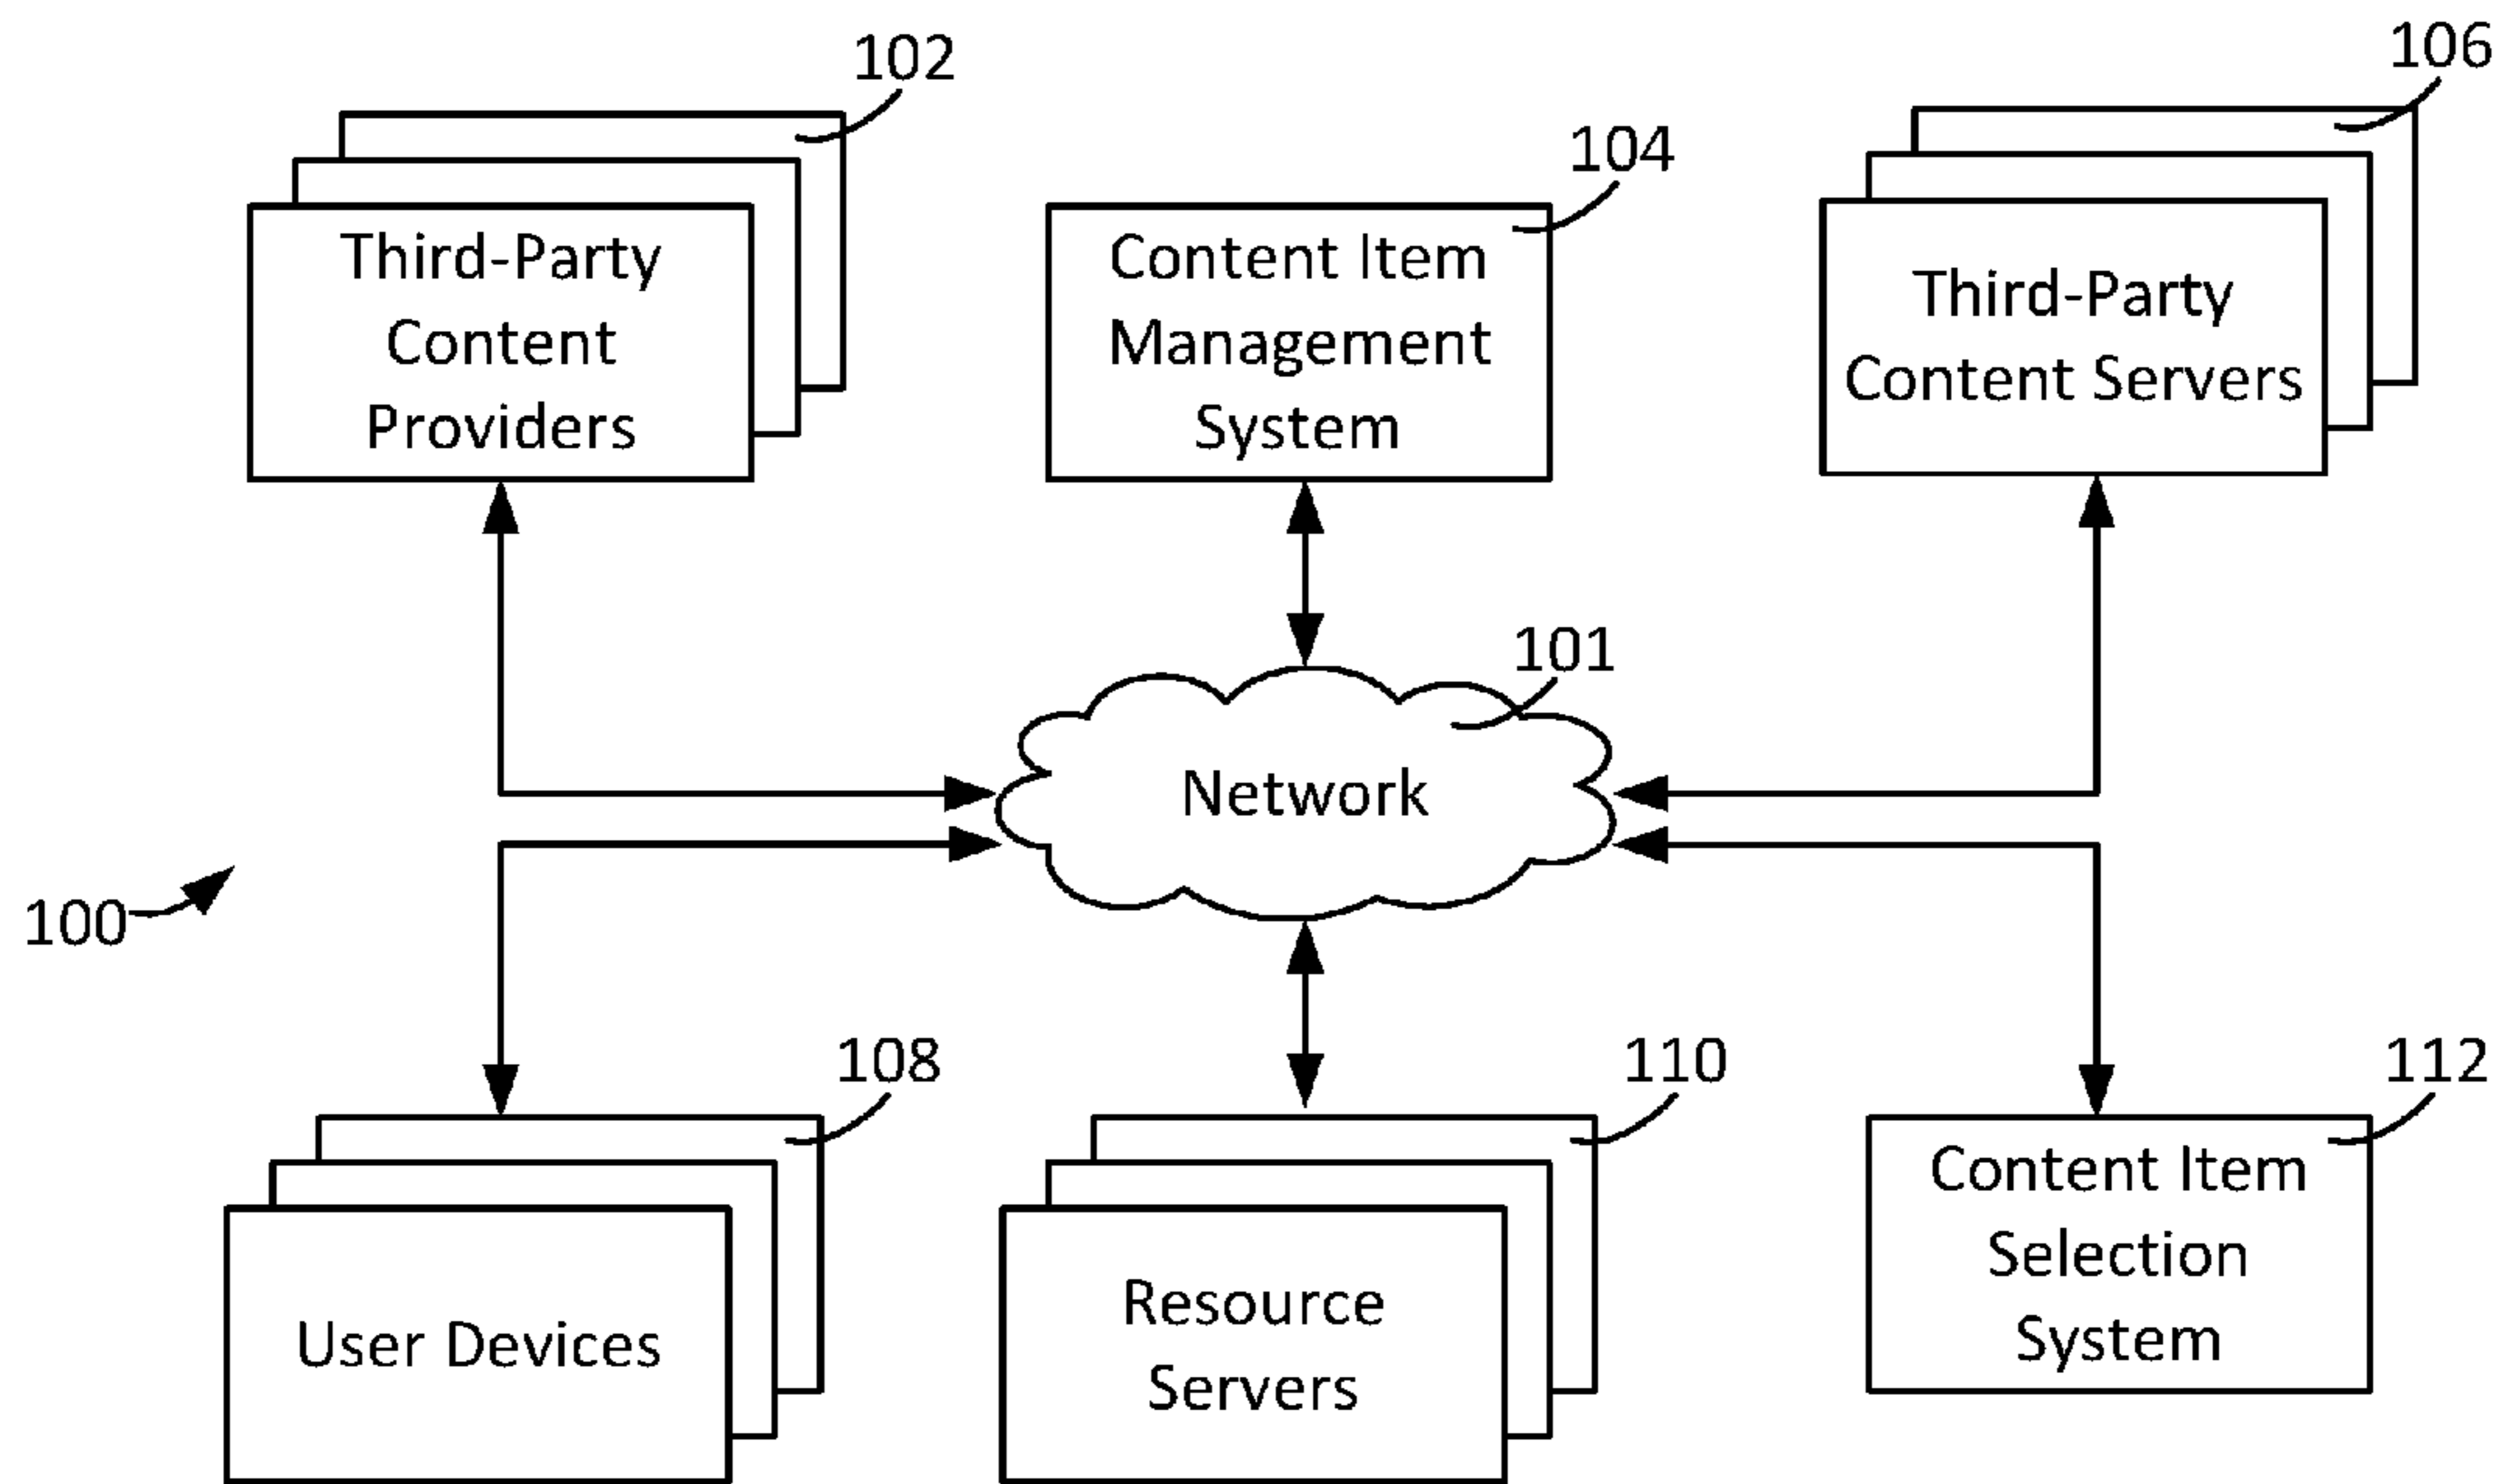 102
Third-Party
Content
Providers
104
Content Item
Management
System
106
Third-Party
Content Servers
101
Network
100
108
User Devices
110
Resource
Servers
112
Content Item
Selection
System